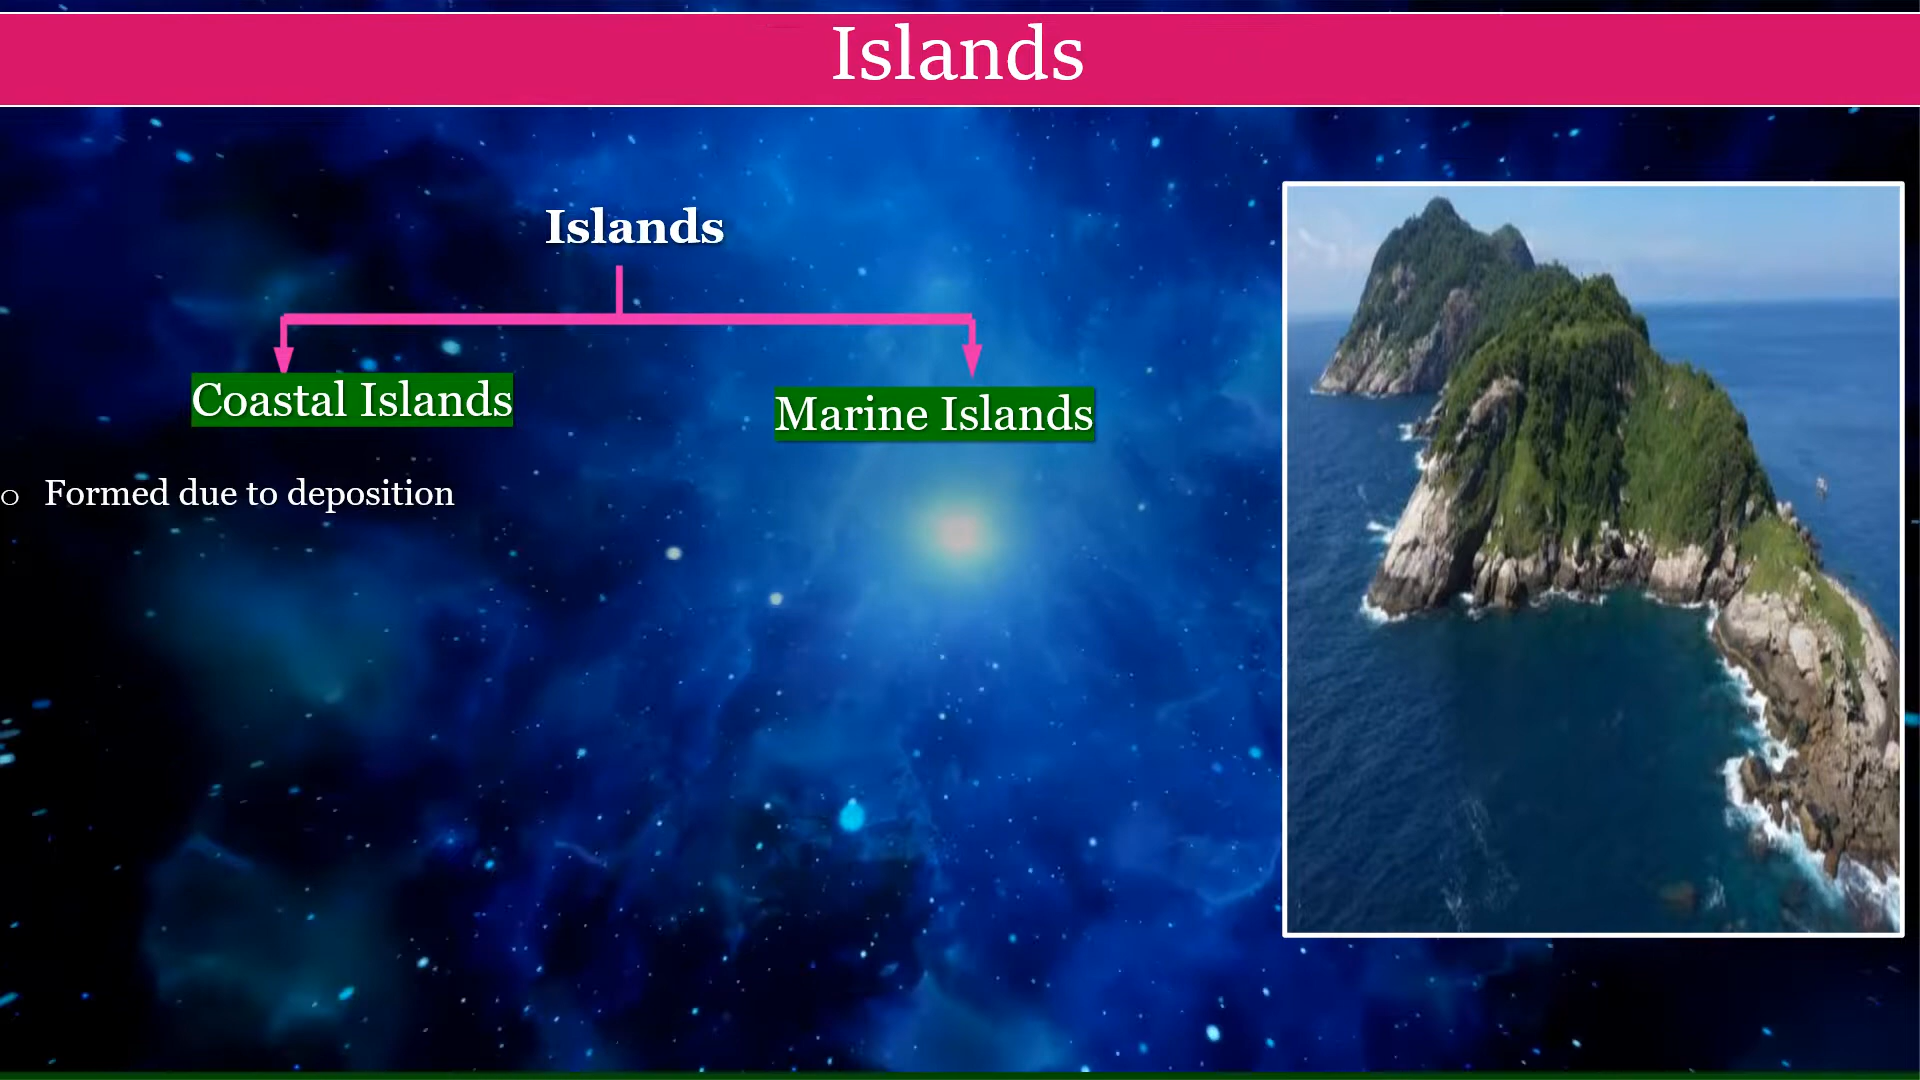 Islands
Islands
Coastal Islands
Marine Islands
o Formed due to deposition